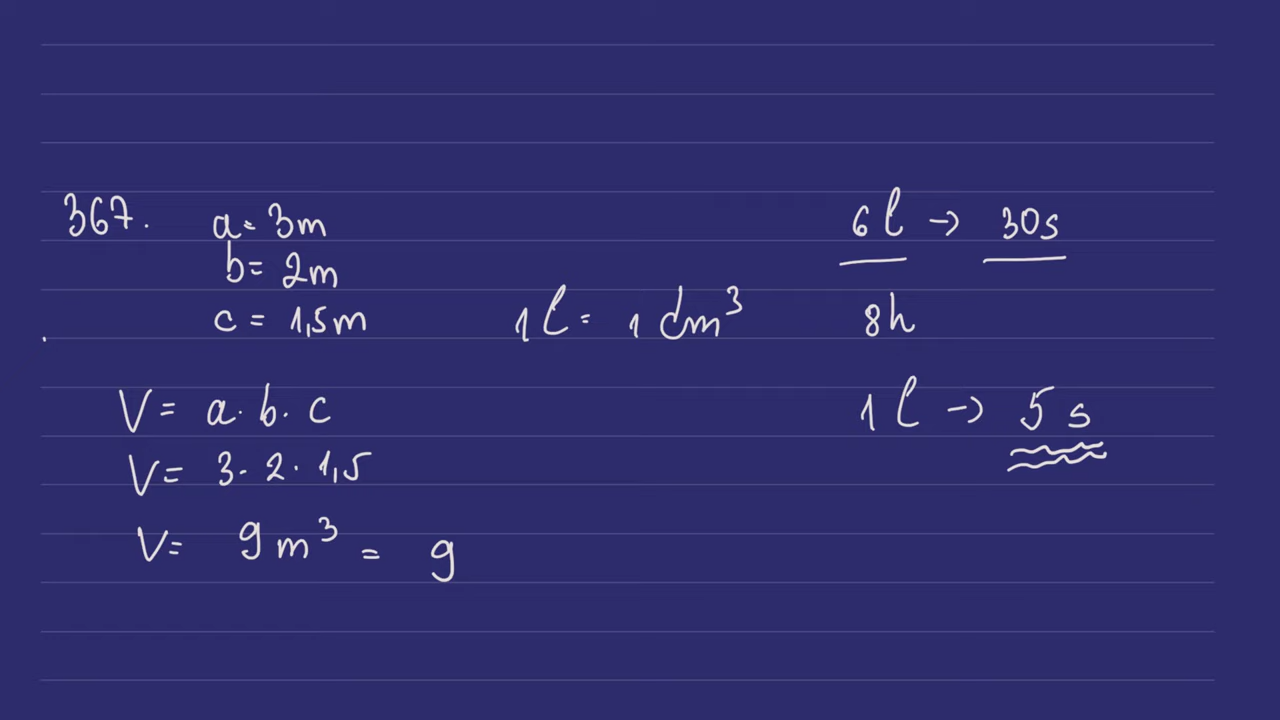 367. a= 3m
b= 2m
c = 1,5m
V= a. b. c
V= 3. 2. 1,5
V= 9 m³ = 9
1 l = 1 dm³
6 l → 30s
8h
1 l → 5 s